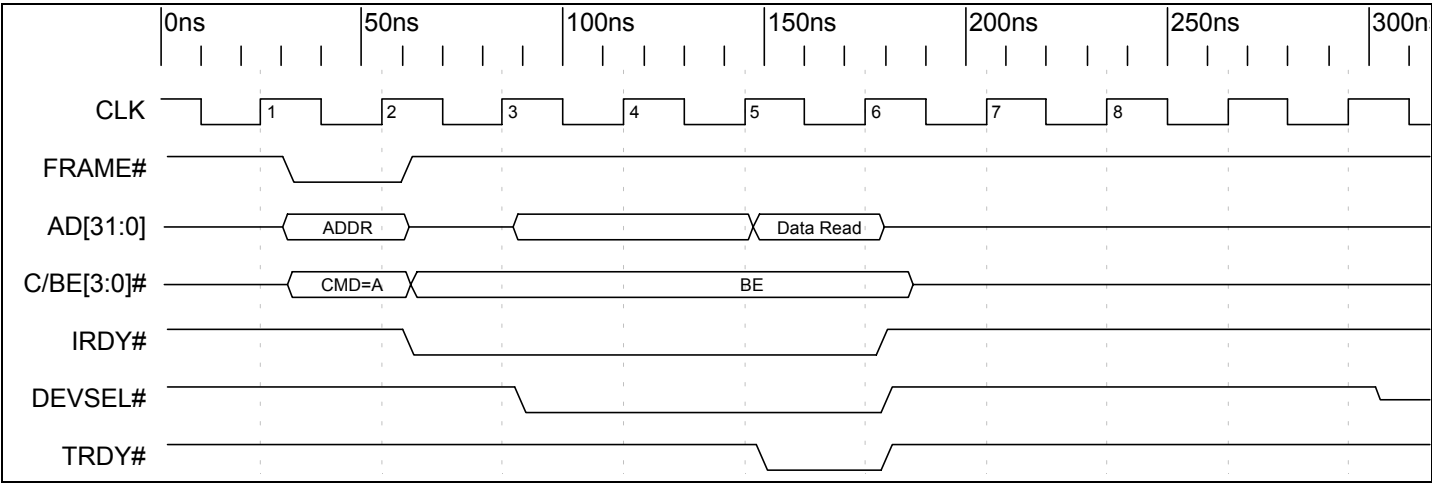 0ns 50ns 100ns 150ns 200ns 250ns 300n
CLK 1 2 3 4 5 6 7 8
FRAME#
AD[31:0] ADDR Data Read
C/BE[3:0]# CMD=A BE
IRDY#
DEVSEL#
TRDY#